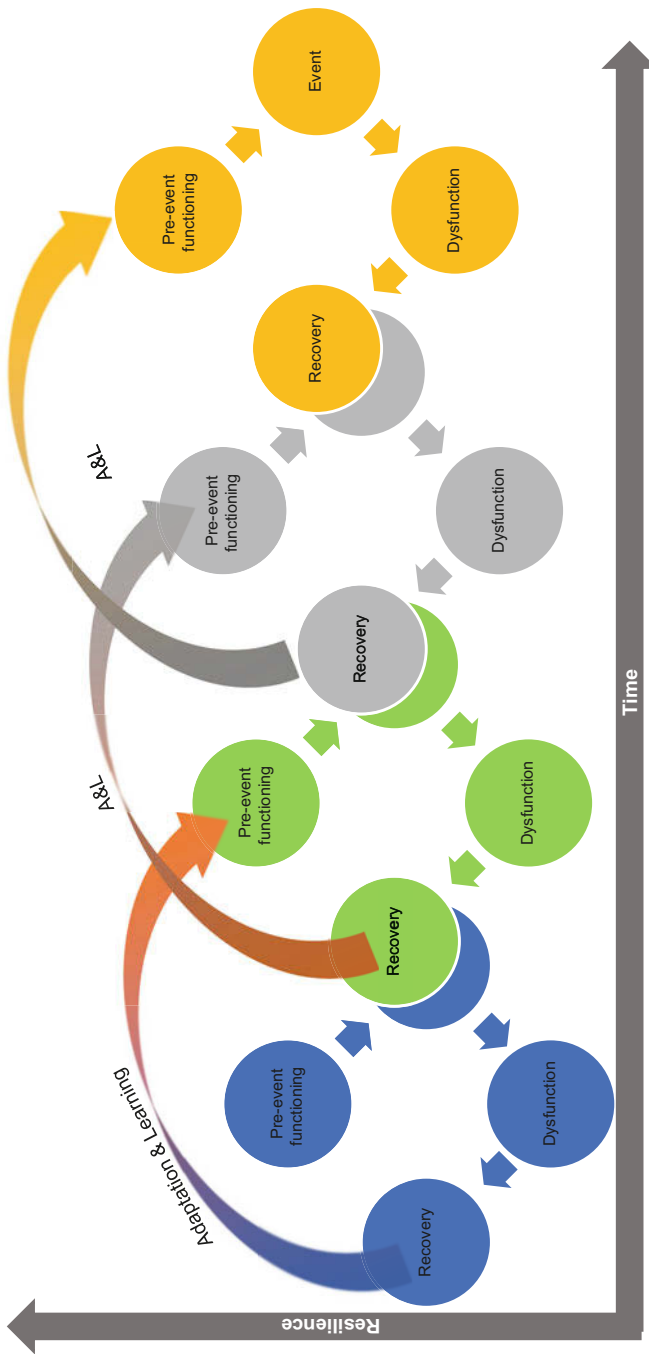 Resilience
Adaptation & Learning
A&L
A&L
Pre-event
functioning
Dysfunction
Recovery
Pre-event
functioning
Dysfunction
Recovery
Pre-event
functioning
Dysfunction
Recovery
Pre-event
functioning
Event
Dysfunction
Recovery
Time